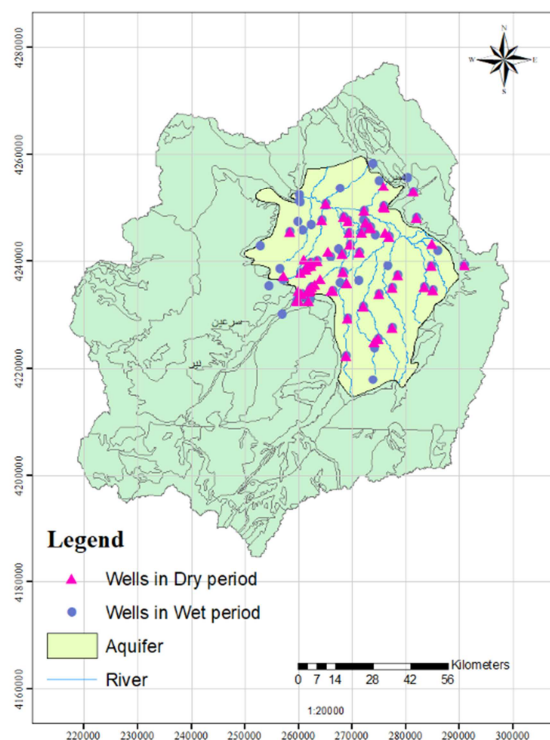 4280000
4260000
4240000
4220000
4210000
4180000
4160000
N
W
E
S
Legend
Wells in Dry period
Wells in Wet period
Aquifer
River
Kilometers
0 7 14 28 42 56
1:20000
220000 230000 240000 250000 260000 270000 280000 290000 300000